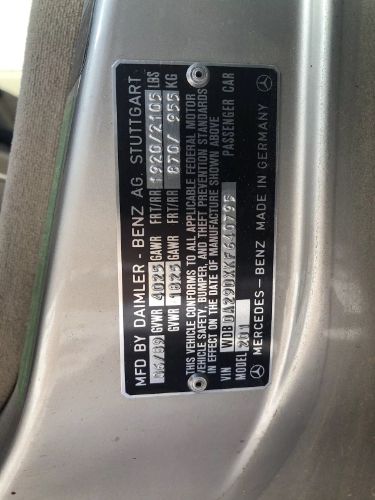 MFD BY DAIMLER - BENZ AG. STUTTGART
GVWR 4025 GAWR FRT/RR 1920/2105 LBS
GVWR 1825 GAWR FRT/RR 870/ 955 KG
THIS VEHICLE CONFORMS TO ALL APPLICABLE FEDERAL MOTOR
VEHICLE SAFETY, BUMPER, AND THEFT PREVENTION STANDARDS
IN EFFECT ON THE DATE OF MANUFACTURE SHOWN ABOVE
VIN PASSENGER CAR
MODEL 201
MERCEDES-BENZ MADE IN GERMANY